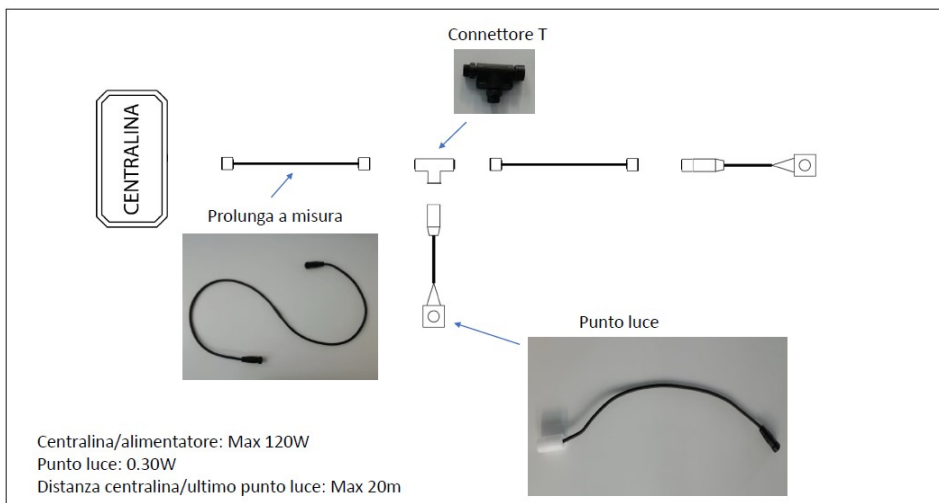 Connettore T
CENTRALINA
Prolunga a misura
Punto luce
Centralina/alimentatore: Max 120W
Punto luce: 0.30W
Distanza centralina/ultimo punto luce: Max 20m